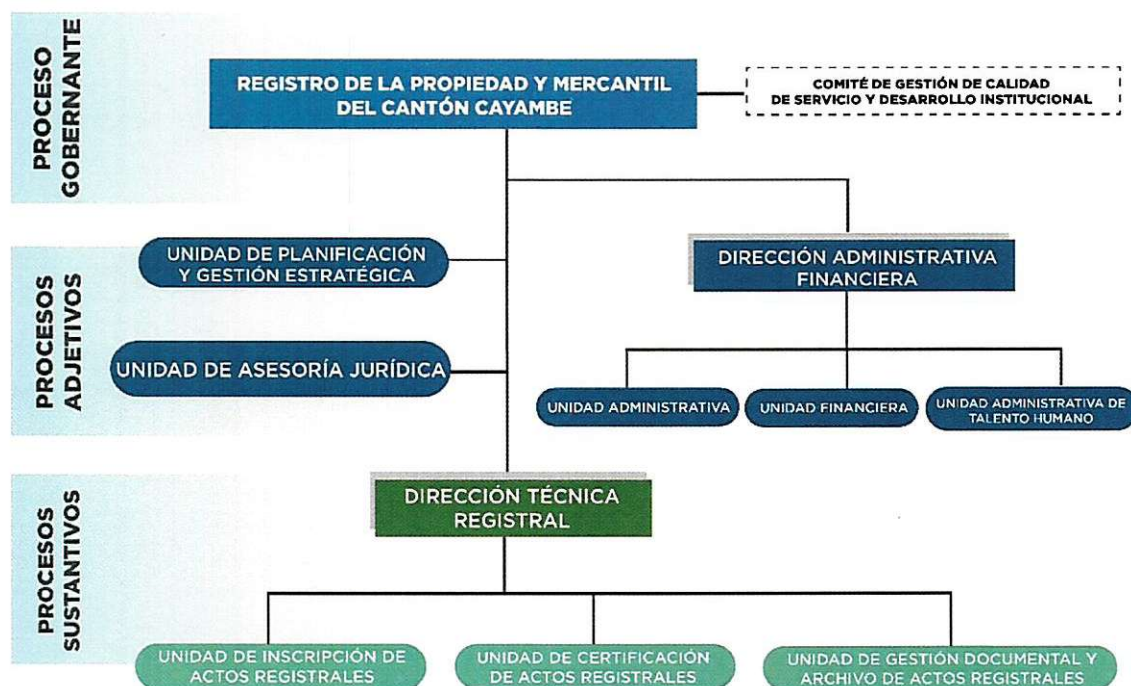 PROCESO
GOBERNANTE
REGISTRO DE LA PROPIEDAD Y MERCANTIL
DEL CANTÓN CAYAMBE
COMITÉ DE GESTIÓN DE CALIDAD
DE SERVICIO Y DESARROLLO INSTITUCIONAL
PROCESOS
ADJETIVOS
UNIDAD DE PLANIFICACIÓN
Y GESTIÓN ESTRATÉGICA
DIRECCIÓN ADMINISTRATIVA
FINANCIERA
UNIDAD DE ASESORÍA JURÍDICA
UNIDAD ADMINISTRATIVA
UNIDAD FINANCIERA
UNIDAD ADMINISTRATIVA DE
TALENTO HUMANO
PROCESOS
SUSTANTIVOS
DIRECCIÓN TÉCNICA
REGISTRAL
UNIDAD DE INSCRIPCIÓN DE
ACTOS REGISTRALES
UNIDAD DE CERTIFICACIÓN
DE ACTOS REGISTRALES
UNIDAD DE GESTIÓN DOCUMENTAL Y
ARCHIVO DE ACTOS REGISTRALES